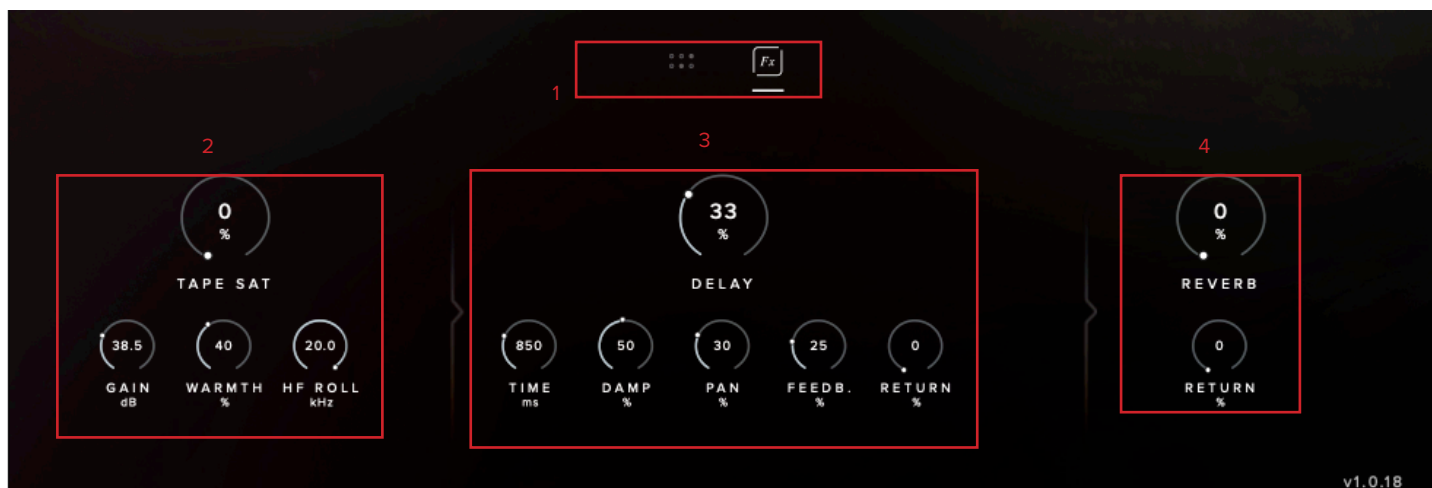 Fx
1
2
3
4
0
%
TAPE SAT
33
%
DELAY
0
%
REVERB
38.5
GAIN
dB
40
WARMTH
%
20.0
HF ROLL
kHz
850
TIME
ms
50
DAMP
%
30
PAN
%
25
FEEDB.
%
0
RETURN
%
0
RETURN
%
v1.0.18